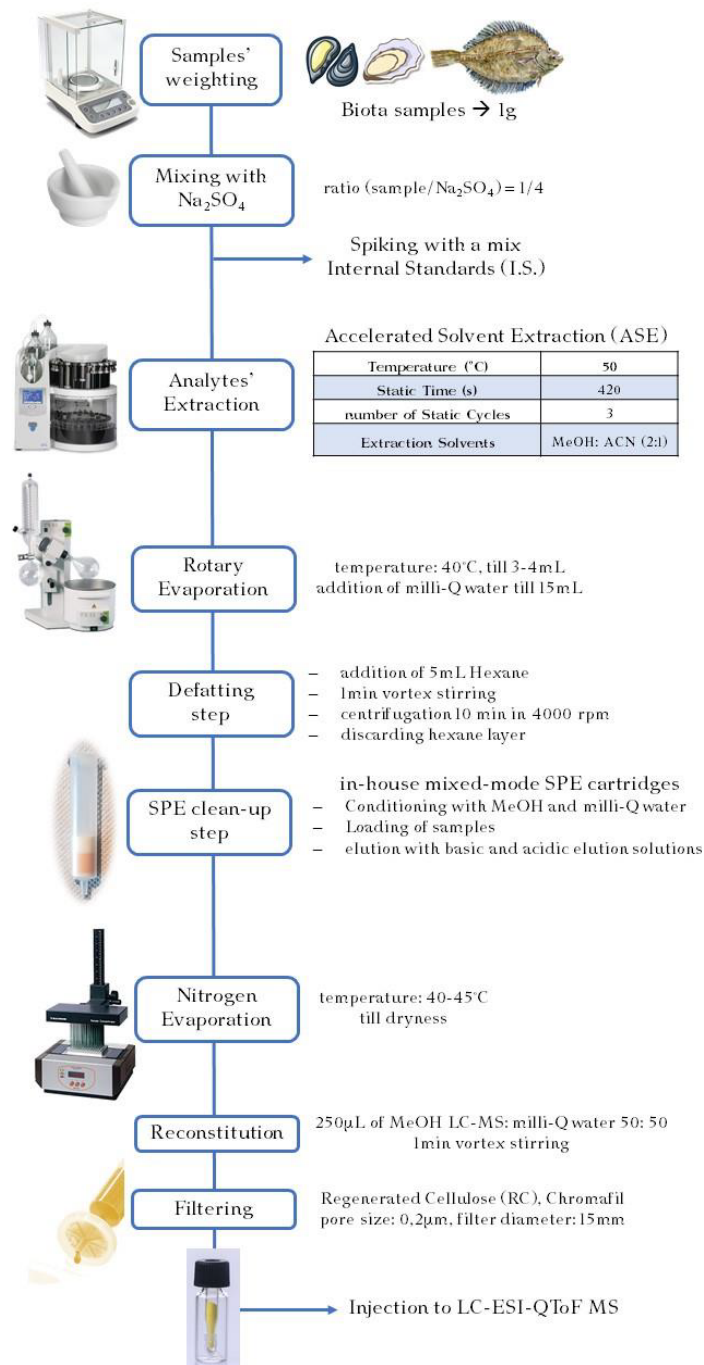 Samples'
weighting
Biota samples → 1g
Mixing with
Na₂SO₄
ratio (sample/Na₂SO₄) = 1/4
Spiking with a mix
Internal Standards (I.S.)
Accelerated Solvent Extraction (ASE)
Analytes'
Extraction
Temperature (°C) 50
Static Time (s) 420
number of Static Cycles 3
Extraction Solvents MeOH: ACN (2:1)
Rotary
Evaporation
temperature: 40°C, till 3-4mL
addition of milli-Q water till 15mL
Defatting
step
– addition of 5mL Hexane
– 1min vortex stirring
– centrifugation 10 min in 4000 rpm
– discarding hexane layer
SPE clean-up
step
in-house mixed-mode SPE cartridges
– Conditioning with MeOH and milli-Q water
– Loading of samples
– elution with basic and acidic elution solutions
Nitrogen
Evaporation
temperature: 40-45°C
till dryness
Reconstitution
250μL of MeOH LC-MS: milli-Q water 50: 50
1min vortex stirring
Filtering
Regenerated Cellulose (RC), Chromafil
pore size: 0,2μm, filter diameter: 15mm
Injection to LC-ESI-QToF MS